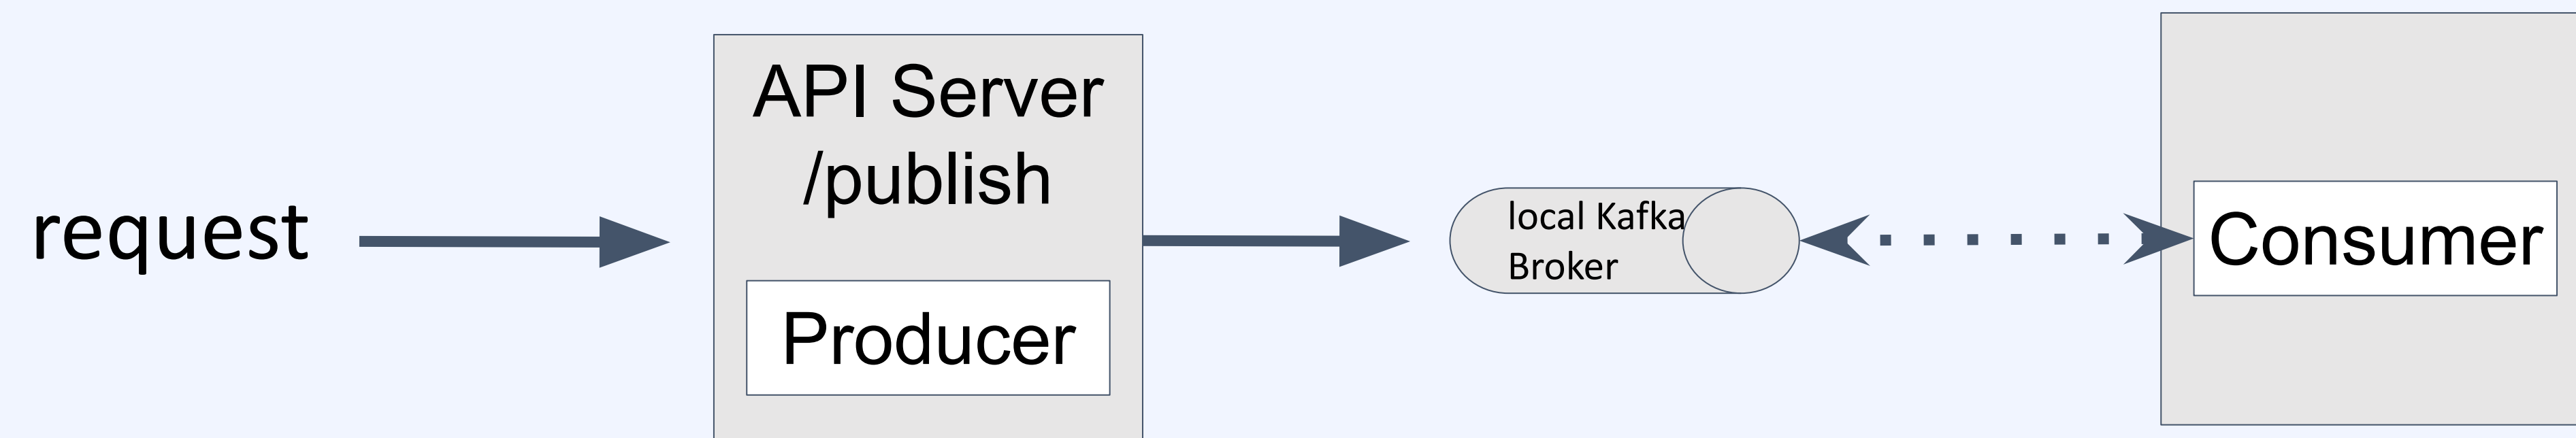 request
API Server
/publish
Producer
local Kafka
Broker
Consumer